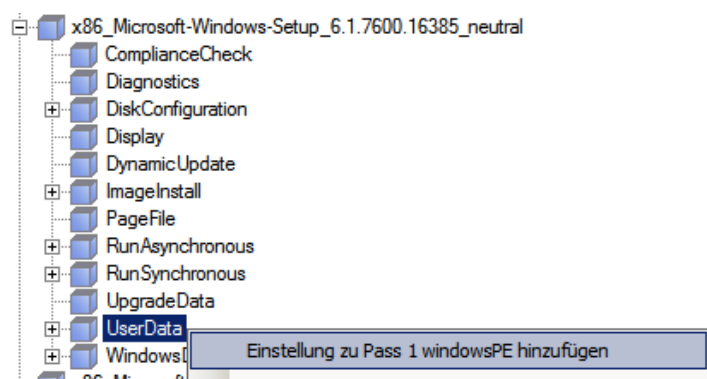 x86_Microsoft-Windows-Setup_6.1.7600.16385_neutral
ComplianceCheck
Diagnostics
DiskConfiguration
Display
DynamicUpdate
ImageInstall
PageFile
RunAsynchronous
RunSynchronous
UpgradeData
UserData
Einstellung zu Pass 1 windowsPE hinzufügen